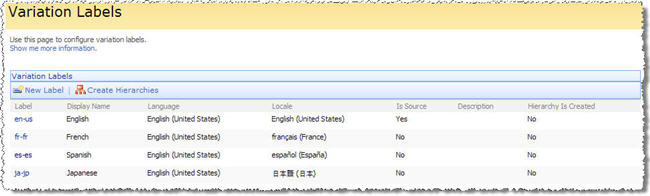 Variation Labels
Use this page to configure variation labels.
Show me more information.
Variation Labels
New Label | Create Hierarchies
Label Display Name Language Locale Is Source Description Hierarchy Is Created
en-us English English (United States) English (United States) Yes No
fr-fr French English (United States) français (France) No No
es-es Spanish English (United States) español (España) No No
ja-jp Japanese English (United States) 日本語 (日本) No No